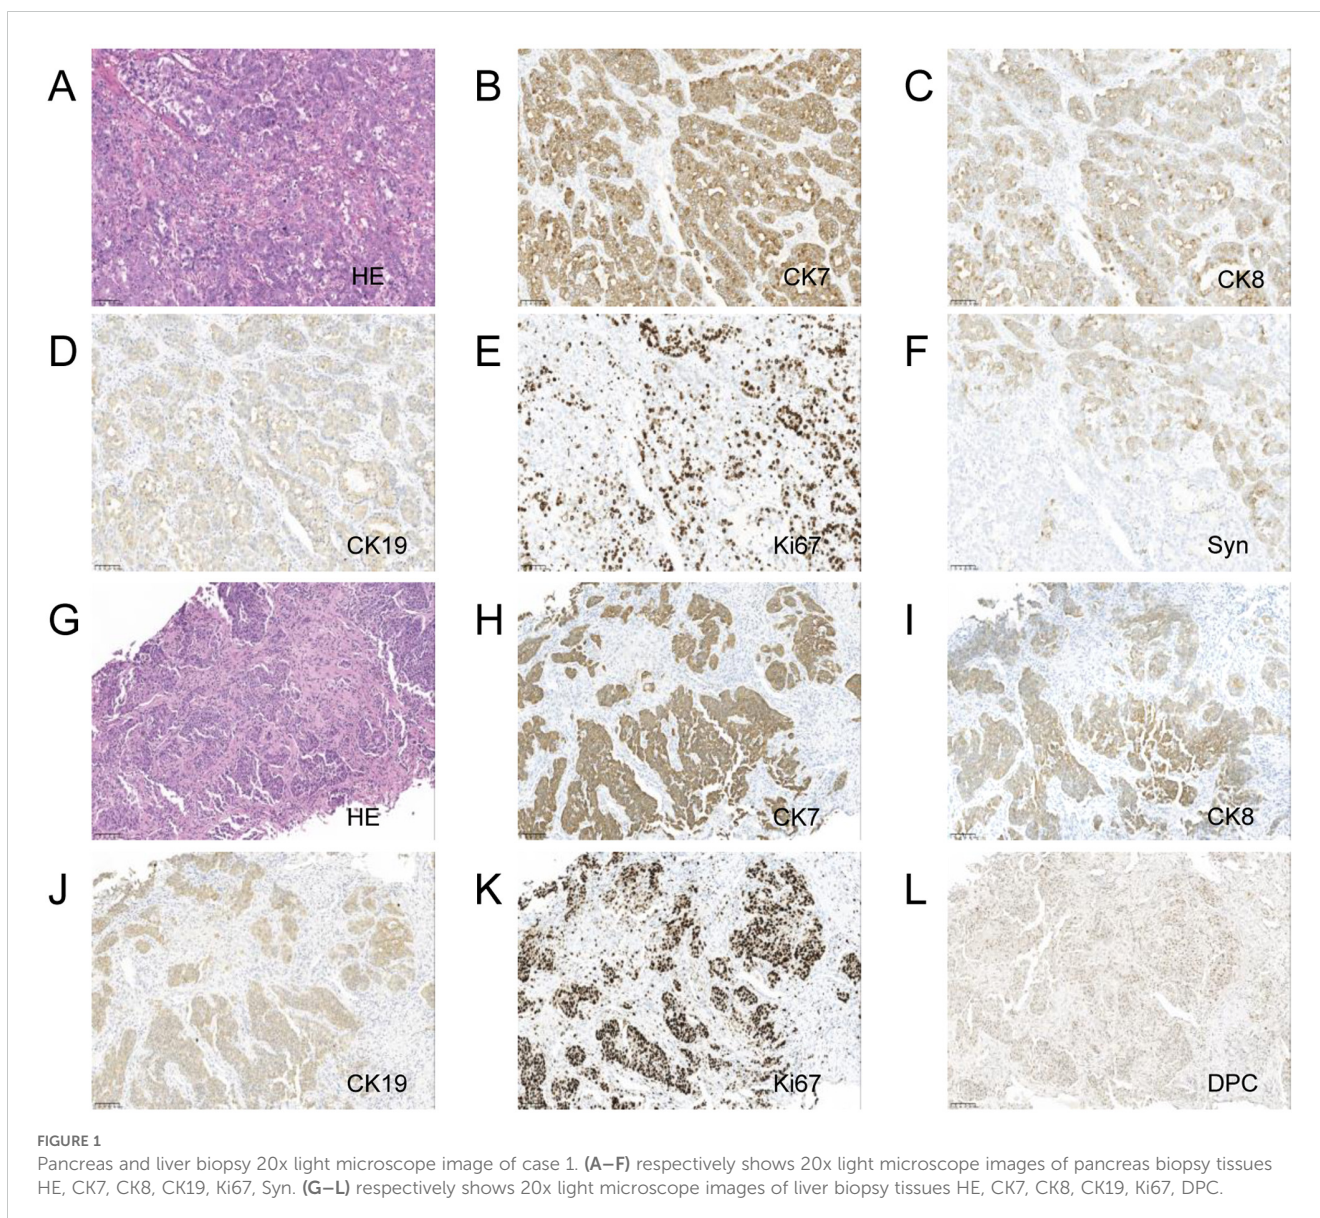 A
HE
B
CK7
C
CK8
D
CK19
E
Ki67
F
Syn
G
HE
H
CK7
I
CK8
J
CK19
K
Ki67
L
DPC
FIGURE 1
Pancreas and liver biopsy 20x light microscope image of case 1. (A–F) respectively shows 20x light microscope images of pancreas biopsy tissues
HE, CK7, CK8, CK19, Ki67, Syn. (G–L) respectively shows 20x light microscope images of liver biopsy tissues HE, CK7, CK8, CK19, Ki67, DPC.